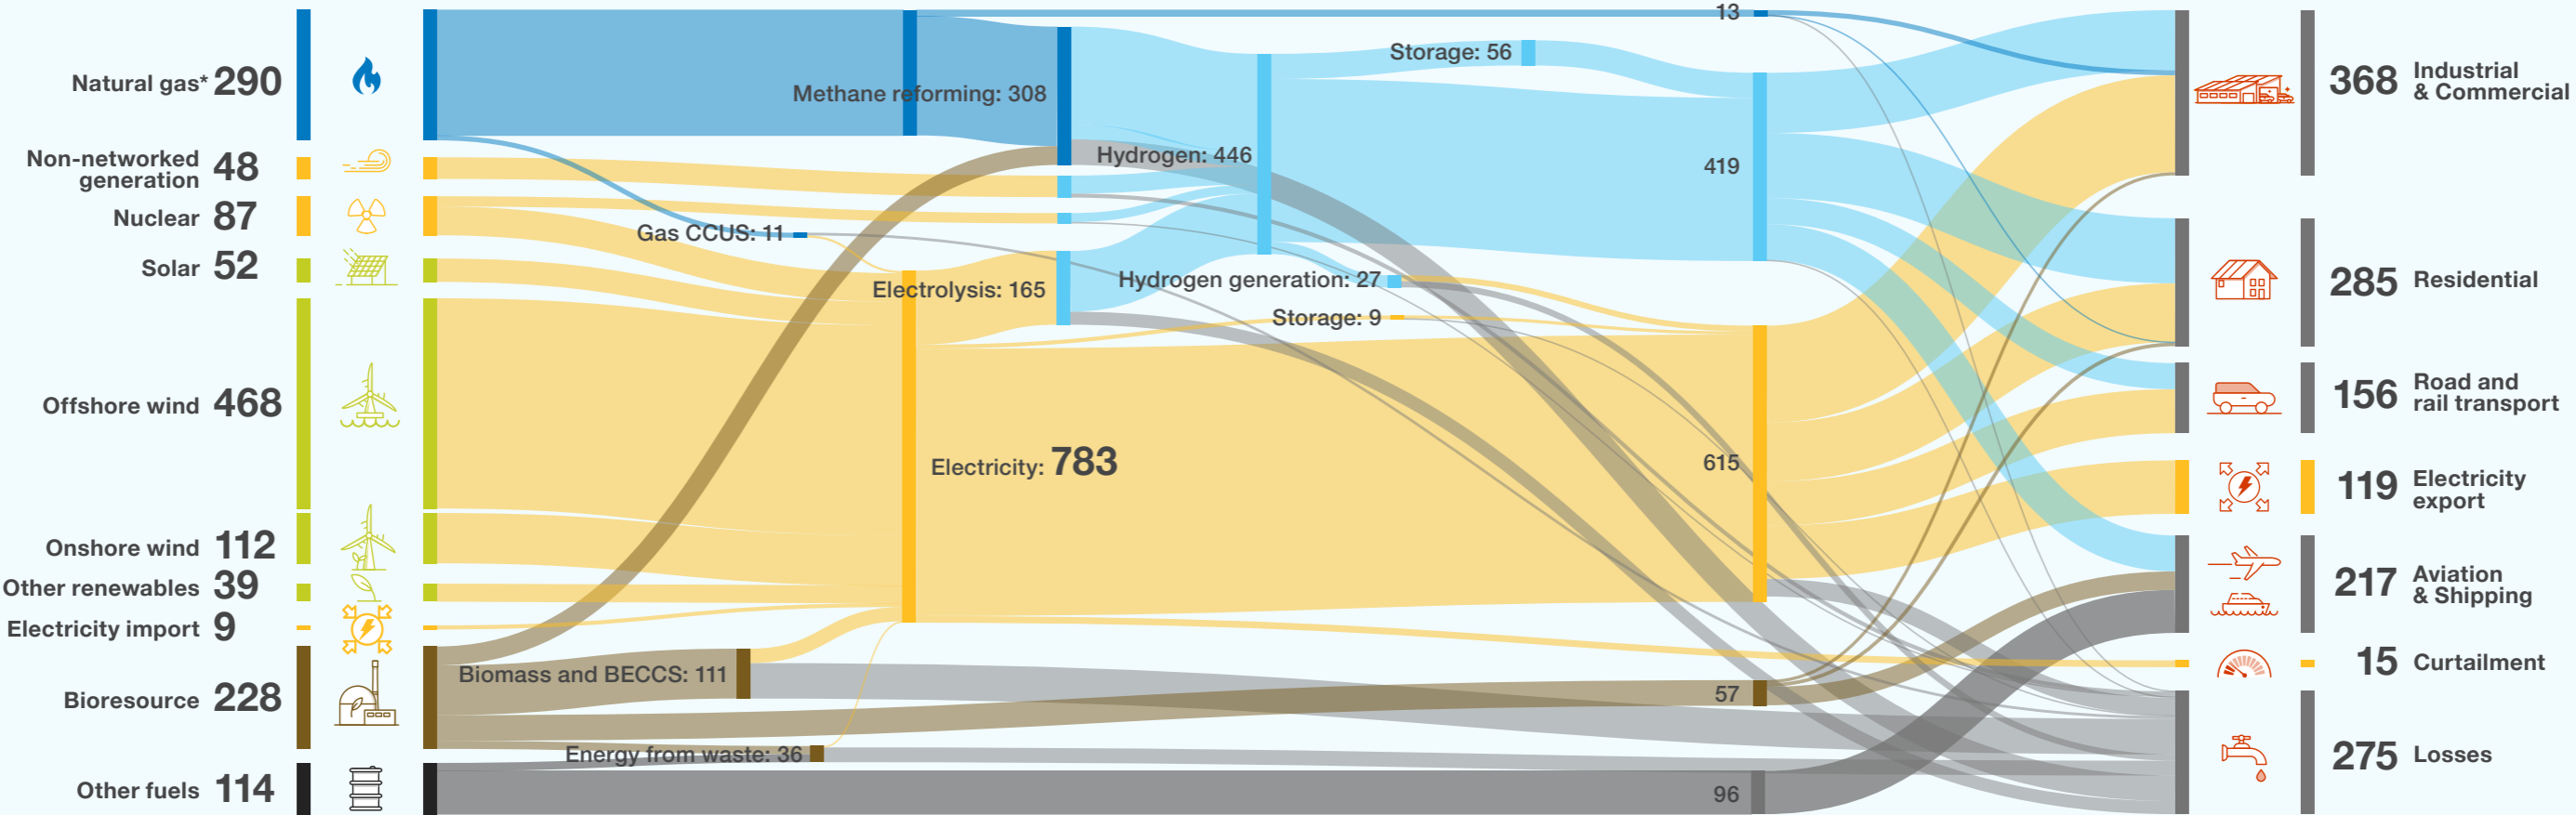 Natural gas* 290
Non-networked
generation 48
Nuclear 87
Solar 52
Offshore wind 468
Onshore wind 112
Other renewables 39
Electricity import 9
Bioresource 228
Other fuels 114
Methane reforming: 308
Gas CCUS: 11
Electrolysis: 165
Electricity: 783
Biomass and BECCS: 111
Energy from waste: 36
Hydrogen: 446
Storage: 56
Hydrogen generation: 27
Storage: 9
13
419
615
57
96
368 Industrial
& Commercial
285 Residential
156 Road and
rail transport
119 Electricity
export
217 Aviation
& Shipping
15 Curtailment
275 Losses